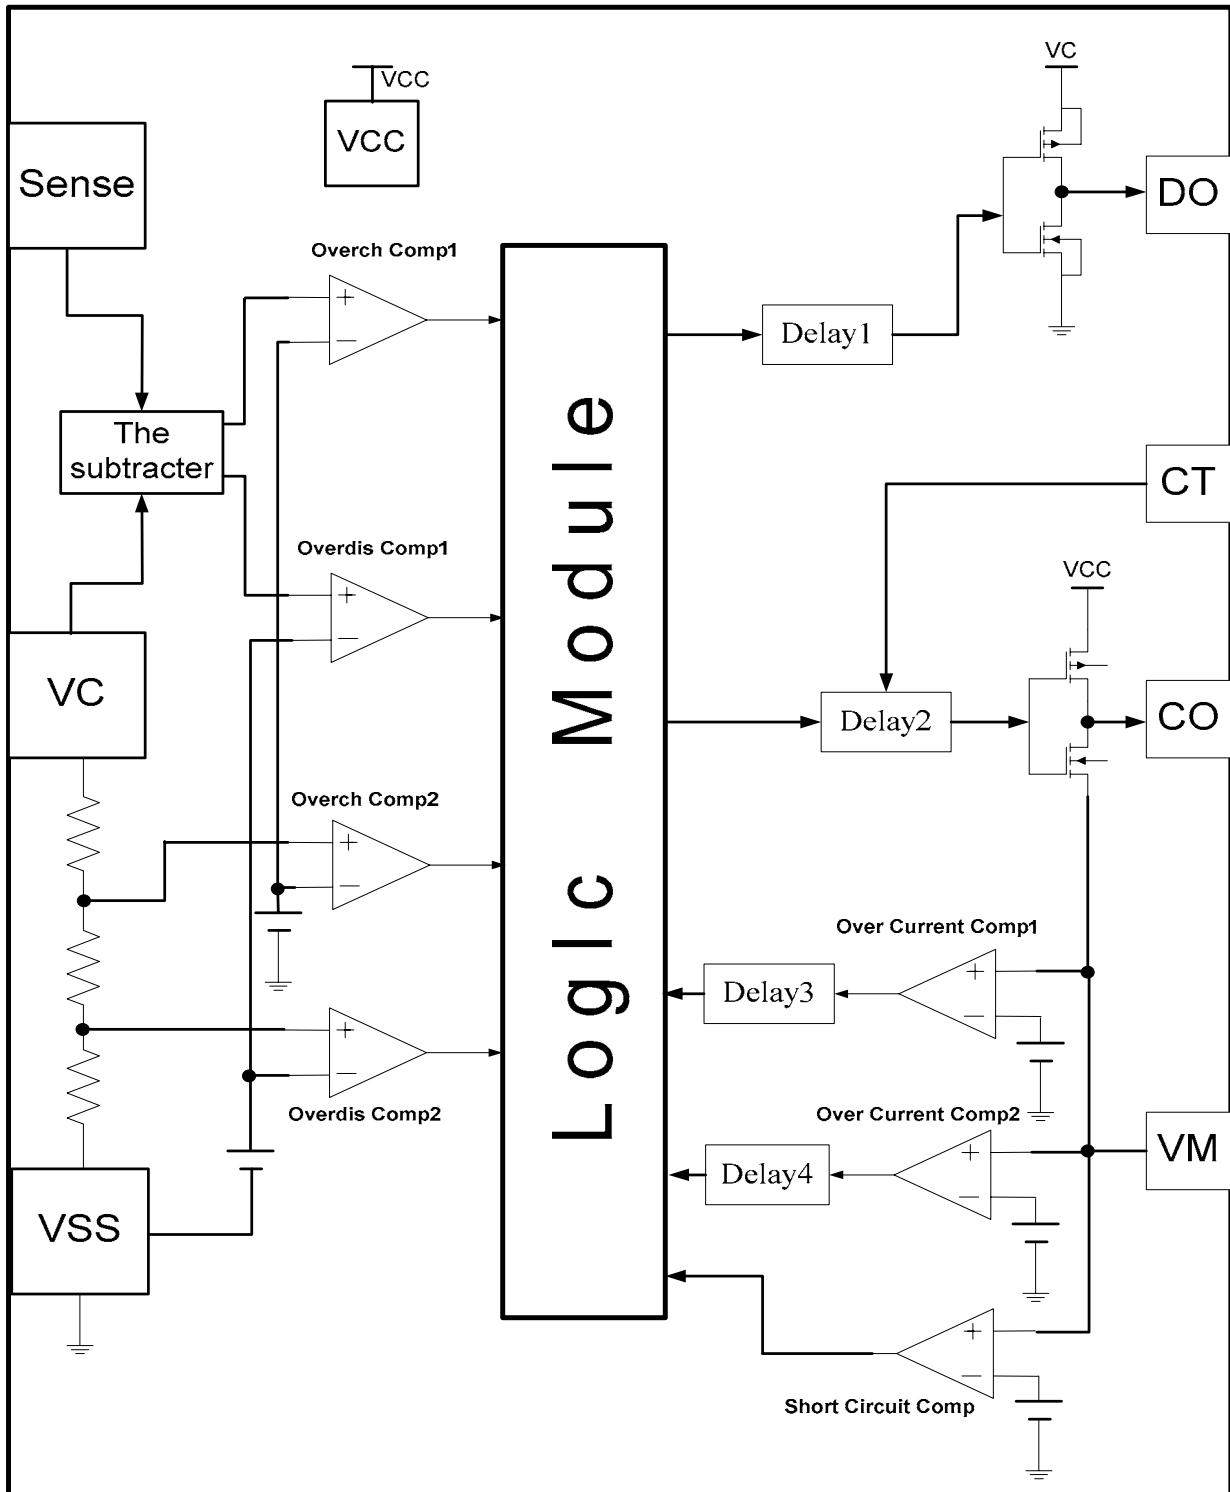 VC
VCC
VCC
Sense
DO
Overch Comp1
+
−
Delay1
The
subtracter
CT
Overdis Comp1
+
−
VCC
VC
Delay2
CO
Logic Module
Overch Comp2
+
−
Over Current Comp1
+
−
Delay3
+
−
Overdis Comp2
Over Current Comp2
+
−
Delay4
VM
VSS
+
−
Short Circuit Comp